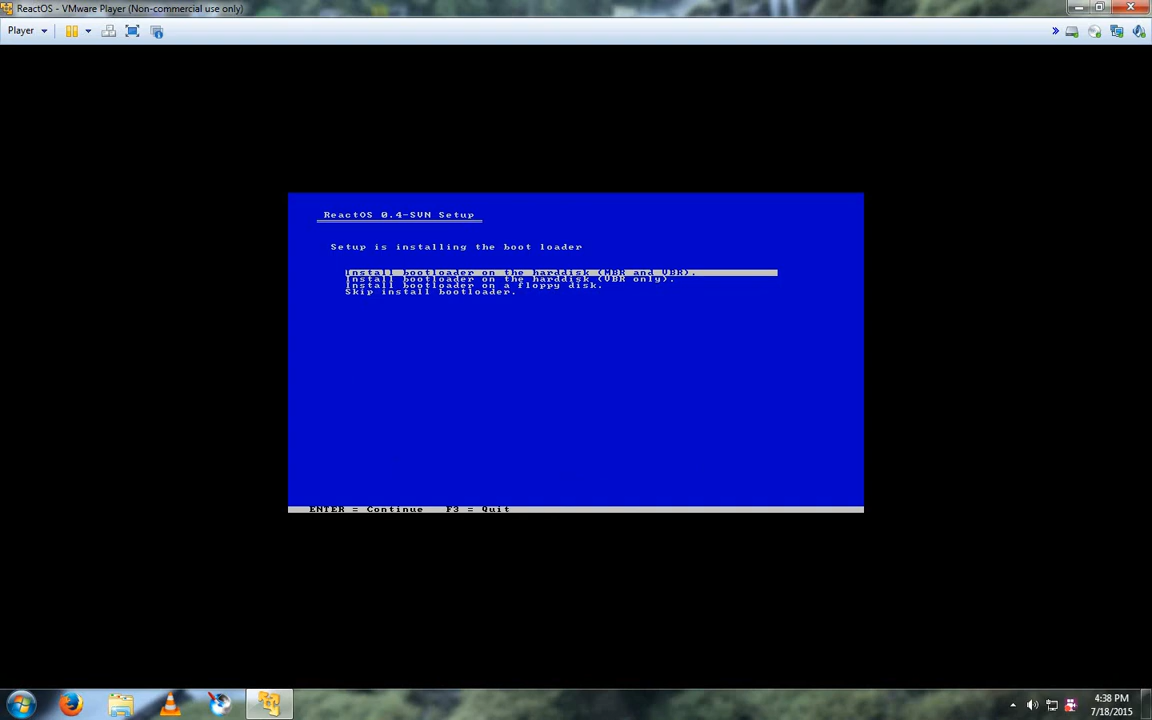 ReactOS - VMware Player (Non-commercial use only)
Player
ReactOS 0.4-SVN Setup
Setup is installing the boot loader
Install bootloader on the harddisk (MBR and VBR).
Install bootloader on the harddisk (VBR only).
Install bootloader on a floppy disk.
Skip install bootloader.
ENTER = Continue F3 = Quit
4:38 PM
7/18/2015